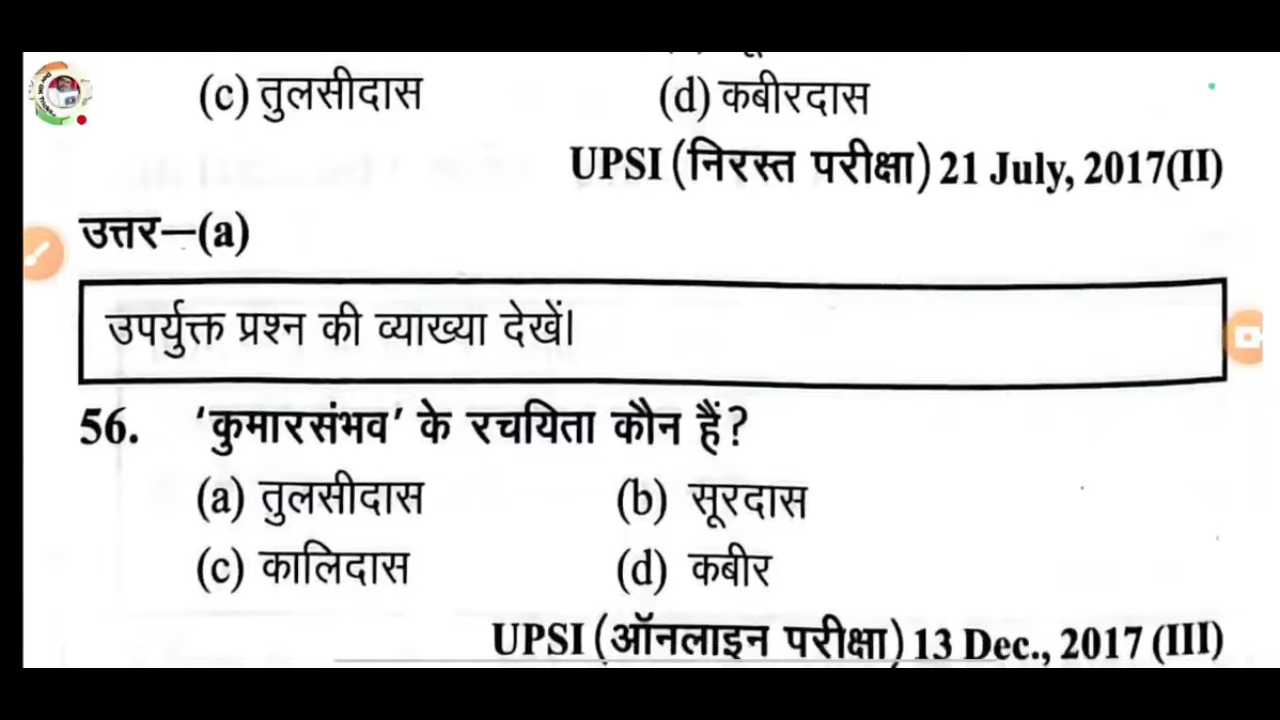 (c) तुलसीदास (d) कबीरदास
UPSI (निरस्त परीक्षा) 21 July, 2017(II)
उत्तर—(a)
उपर्युक्त प्रश्न की व्याख्या देखें।
56. 'कुमारसंभव' के रचयिता कौन हैं?
(a) तुलसीदास (b) सूरदास
(c) कालिदास (d) कबीर
UPSI (ऑनलाइन परीक्षा) 13 Dec., 2017 (III)